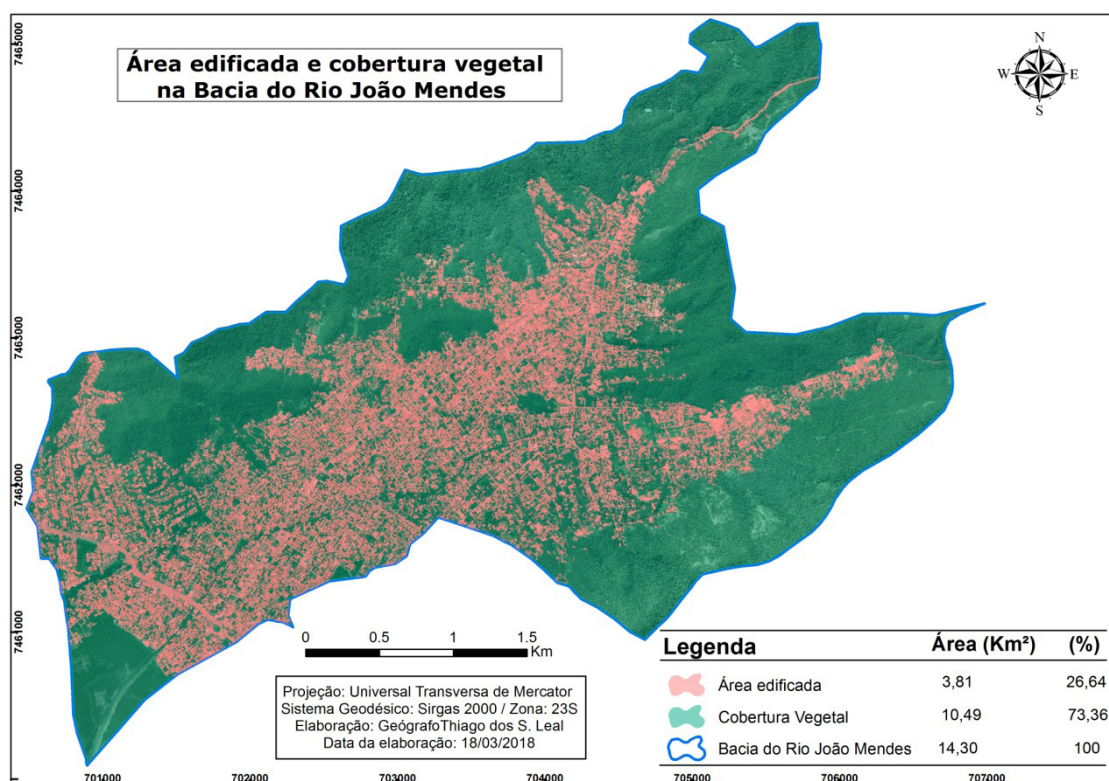 Área edificada e cobertura vegetal
na Bacia do Rio João Mendes
N
W E
S
7465000
7464000
7463000
7462000
7461000
0 0.5 1 1.5
Km
Projeção: Universal Transversa de Mercator
Sistema Geodésico: Sirgas 2000 / Zona: 23S
Elaboração: GeógrafoThiago dos S. Leal
Data da elaboração: 18/03/2018
Legenda Área (Km²) (%)
Área edificada 3,81 26,64
Cobertura Vegetal 10,49 73,36
Bacia do Rio João Mendes 14,30 100
701000 702000 703000 704000 705000 706000 707000